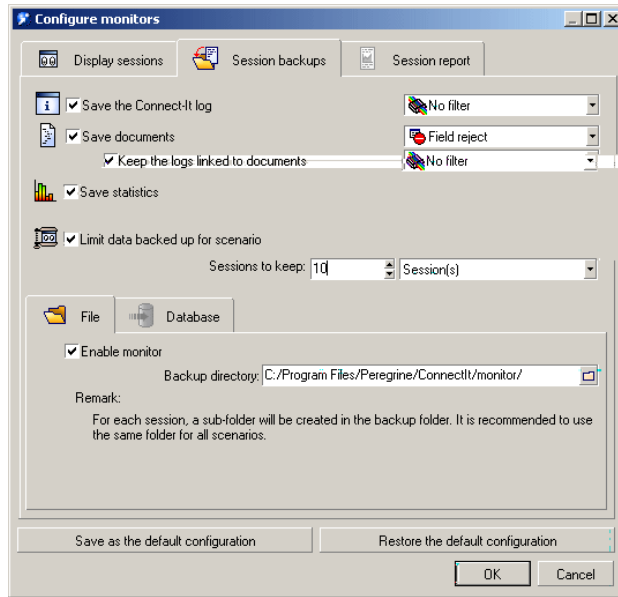 Configure monitors
Display sessions
Session backups
Session report
Save the Connect-It log
No filter
Save documents
Field reject
Keep the logs linked to documents
No filter
Save statistics
Limit data backed up for scenario
Sessions to keep: 10 Session(s)
File
Database
Enable monitor
Backup directory: C:/Program Files/Peregrine/ConnectIt/monitor/
Remark:
For each session, a sub-folder will be created in the backup folder. It is recommended to use
the same folder for all scenarios.
Save as the default configuration
Restore the default configuration
OK
Cancel